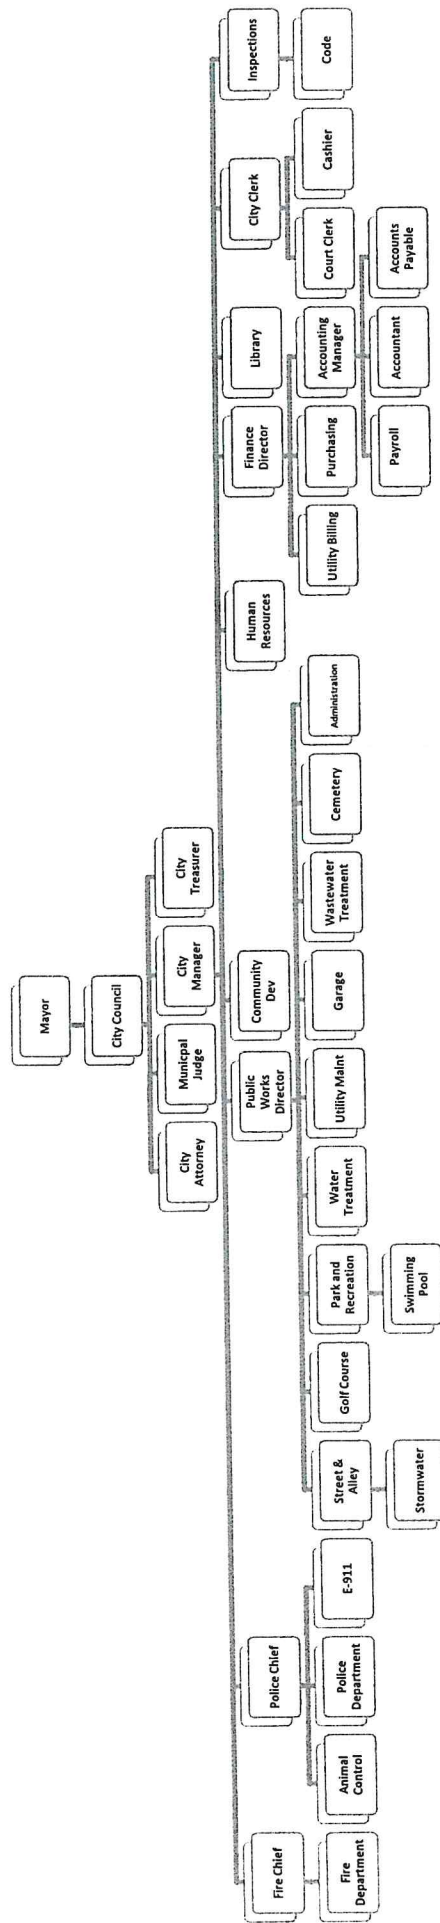 Mayor
City Council
City
Attorney
Municpal
Judge
City
Manager
City
Treasurer
Fire Chief
Police Chief
Public
Works
Director
Community
Dev
Human
Resources
Finance
Director
Library
City Clerk
Inspections
Fire
Department
Animal
Control
Police
Department
E-911
Street &
Alley
Golf Course
Park and
Recreation
Water
Treatment
Utility Maint
Garage
Wastewater
Treatment
Cemetery
Administration
Utility Billing
Purchasing
Accounting
Manager
Court Clerk
Cashier
Code
Stormwater
Swimming
Pool
Payroll
Accountant
Accounts
Payable